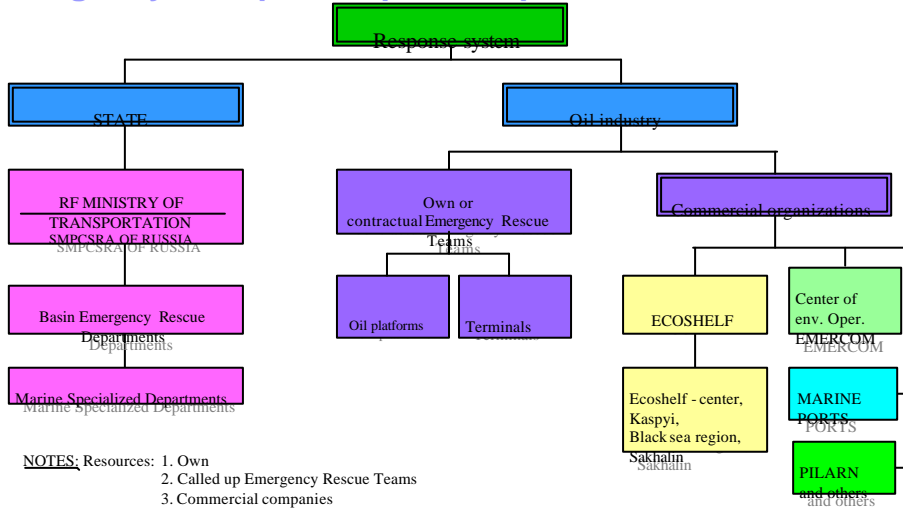 Response system
STATE
Oil industry
RF MINISTRY OF
TRANSPORTATION
SMPCSRA OF RUSSIA
Own or
contractual Emergency Rescue
Teams
Commercial organizations
Basin Emergency Rescue
Departments
Oil platforms
Terminals
ECOSHELF
Center of
env. Oper.
EMERCOM
Marine Specialized Departments
Ecoshelf - center,
Kaspyi,
Black sea region,
Sakhalin
MARINE
PORTS
PILARN
and others
NOTES: Resources: 1. Own
2. Called up Emergency Rescue Teams
3. Commercial companies